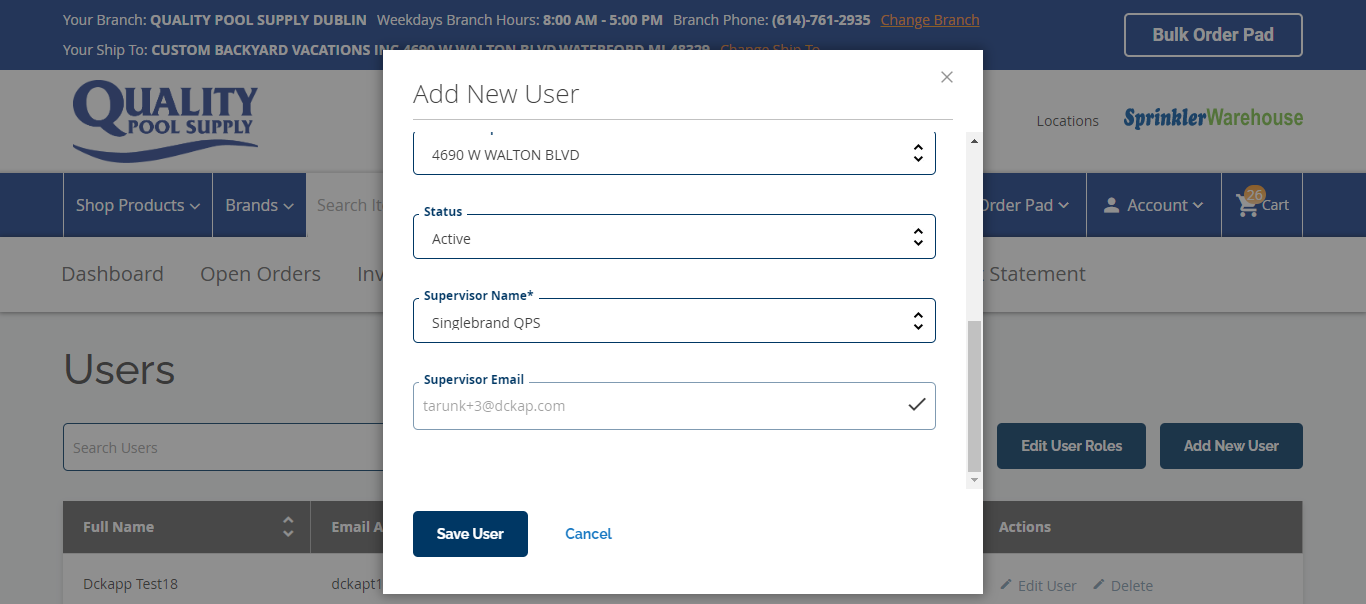 Your Branch: QUALITY POOL SUPPLY DUBLIN Weekdays Branch Hours: 8:00 AM - 5:00 PM Branch Phone: (614)-761-2935 Change Branch
Bulk Order Pad
Your Ship To: CUSTOM BACKYARD VACATIONS INC 4690 W WALTON BLVD WATERFORD MI 48329 Change Ship To
Add New User
QUALITY
POOL SUPPLY
Locations
SprinklerWarehouse
4690 W WALTON BLVD
Shop Products
Brands
Search
Order Pad
Account
26
Cart
Status
Active
Dashboard
Open Orders
Statement
Supervisor Name*
Singlebrand QPS
Users
Supervisor Email
tarunk+3@dckap.com
Search Users
Edit User Roles
Add New User
Full Name
Email A
Actions
Save User
Cancel
Dckapp Test18
dckapt1
Edit User
Delete